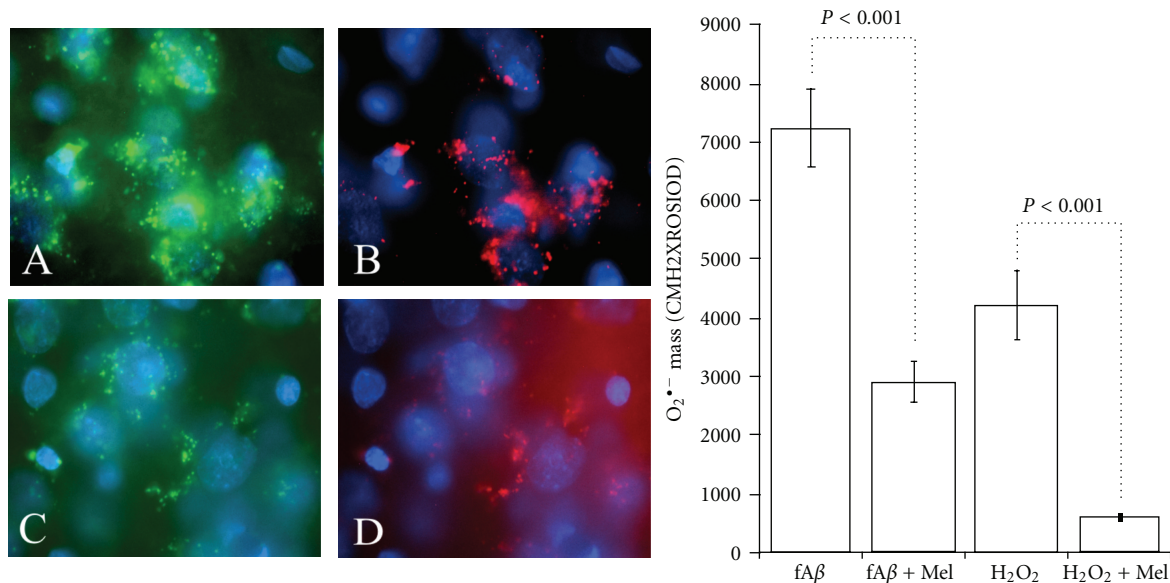 A
B
C
D
O₂•− mass (CMH2XROSIOD)
9000
8000
7000
6000
5000
4000
3000
2000
1000
0
P < 0.001
P < 0.001
fAβ
fAβ + Mel
H₂O₂
H₂O₂ + Mel